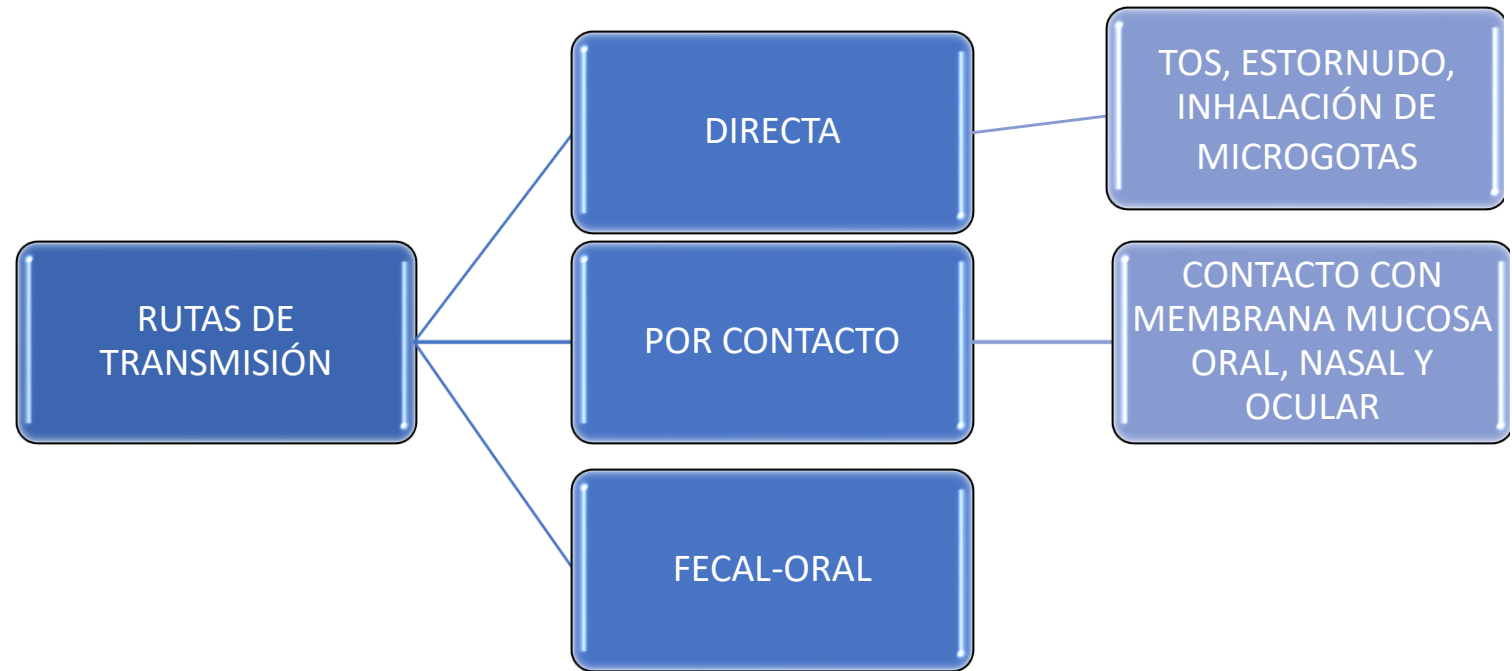 RUTAS DE
TRANSMISIÓN
DIRECTA
TOS, ESTORNUDO,
INHALACIÓN DE
MICROGOTAS
POR CONTACTO
CONTACTO CON
MEMBRANA MUCOSA
ORAL, NASAL Y
OCULAR
FECAL-ORAL